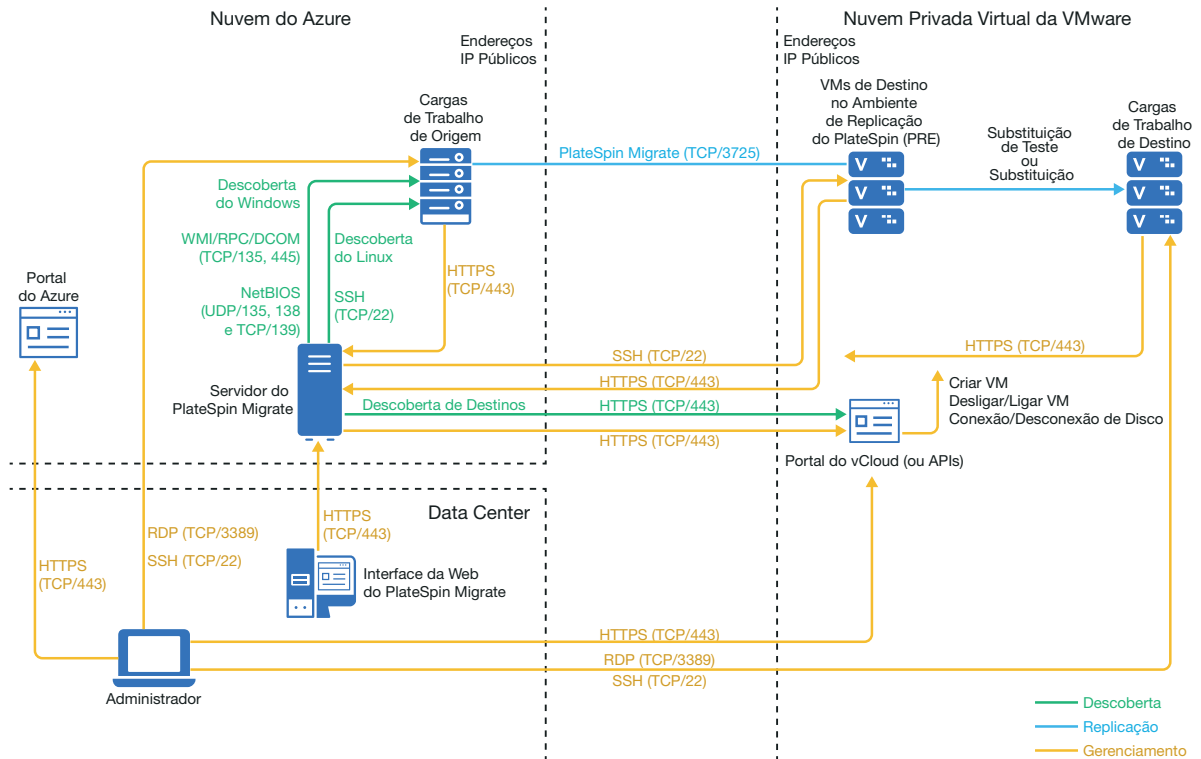 Nuvem do Azure
Nuvem Privada Virtual da VMware
Endereços
IP Públicos
Endereços
IP Públicos
Cargas
de Trabalho
de Origem
VMs de Destino
no Ambiente
de Replicação
do PlateSpin (PRE)
Cargas
de Trabalho
de Destino
Substituição
de Teste
ou
Substituição
PlateSpin Migrate (TCP/3725)
Descoberta
do Windows
WMI/RPC/DCOM
(TCP/135, 445)
Descoberta
do Linux
NetBIOS
(UDP/135, 138
e TCP/139)
SSH
(TCP/22)
HTTPS
(TCP/443)
Portal
do Azure
SSH (TCP/22)
HTTPS (TCP/443)
HTTPS (TCP/443)
Servidor do
PlateSpin Migrate
Descoberta de Destinos
HTTPS (TCP/443)
HTTPS (TCP/443)
Criar VM
Desligar/Ligar VM
Conexão/Desconexão de Disco
Portal do vCloud (ou APIs)
Data Center
HTTPS
(TCP/443)
RDP (TCP/3389)
SSH (TCP/22)
HTTPS
(TCP/443)
Interface da Web
do PlateSpin Migrate
HTTPS (TCP/443)
RDP (TCP/3389)
SSH (TCP/22)
Administrador
Descoberta
Replicação
Gerenciamento